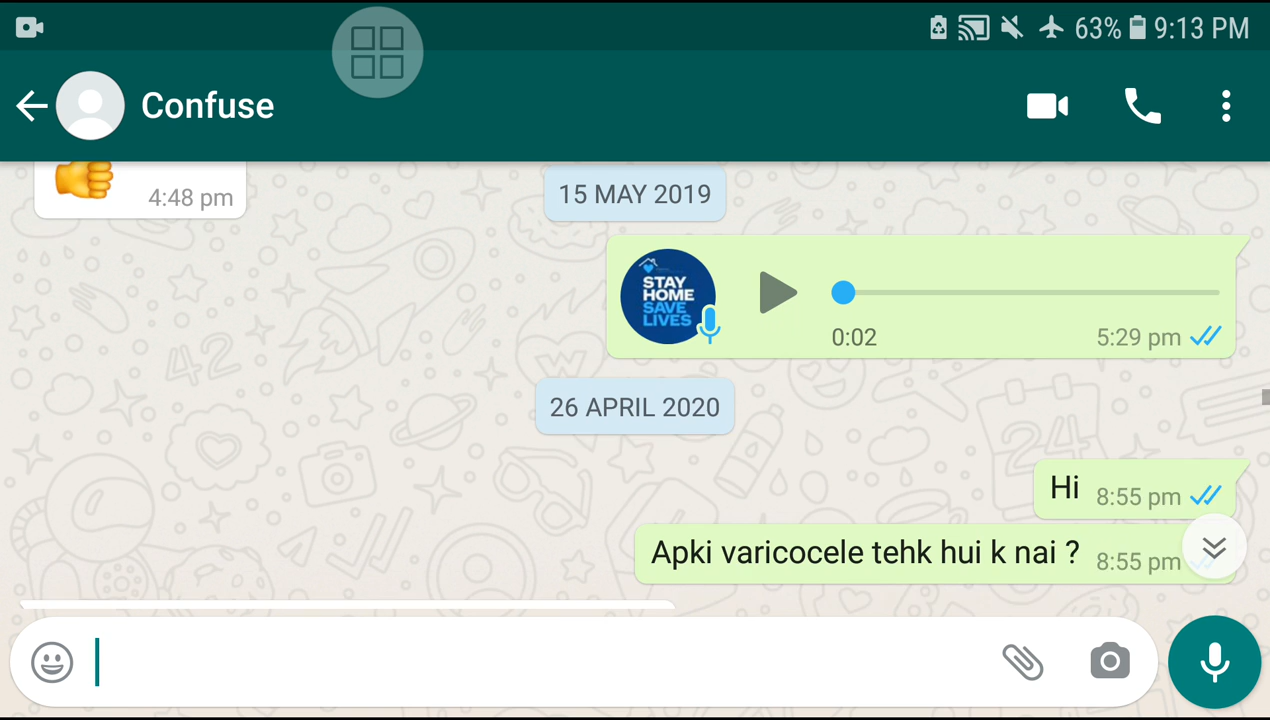 63% 9:13 PM
Confuse
4:48 pm
15 MAY 2019
STAY
HOME
SAVE
LIVES
0:02 5:29 pm
26 APRIL 2020
Hi 8:55 pm
Apki varicocele tehk hui k nai ? 8:55 pm